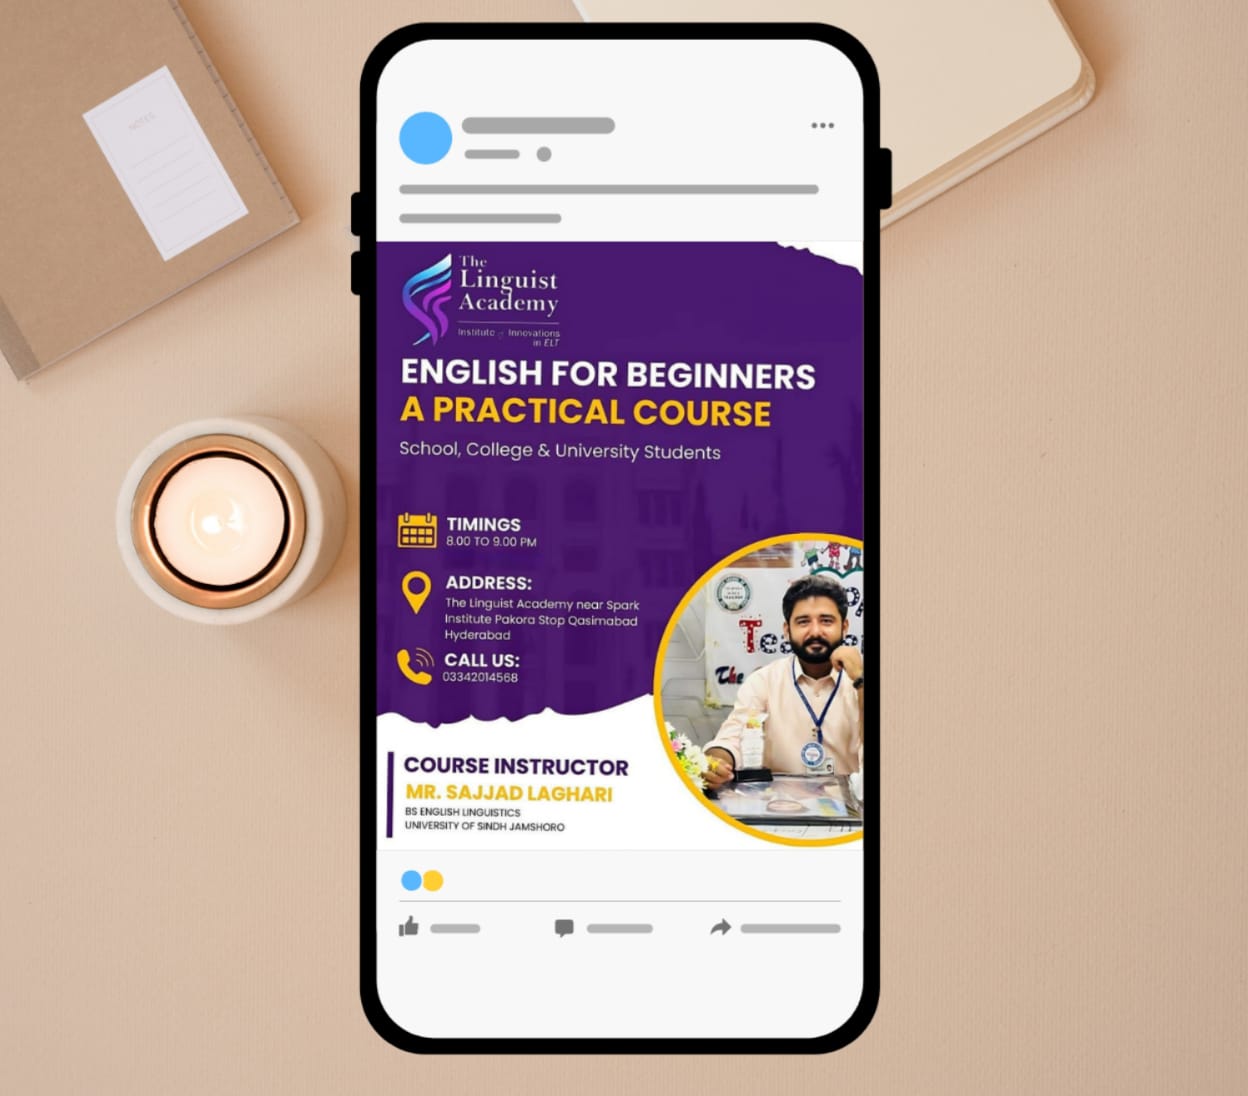 NOTES
The
Linguist
Academy
Institute of Innovations
in ELT
ENGLISH FOR BEGINNERS
A PRACTICAL COURSE
School, College & University Students
TIMINGS
8.00 TO 9.00 PM
ADDRESS:
The Linguist Academy near Spark
Institute Pakora Stop Qasimabad
Hyderabad
CALL US:
03342014568
COURSE INSTRUCTOR
MR. SAJJAD LAGHARI
BS ENGLISH LINGUISTICS
UNIVERSITY OF SINDH JAMSHORO